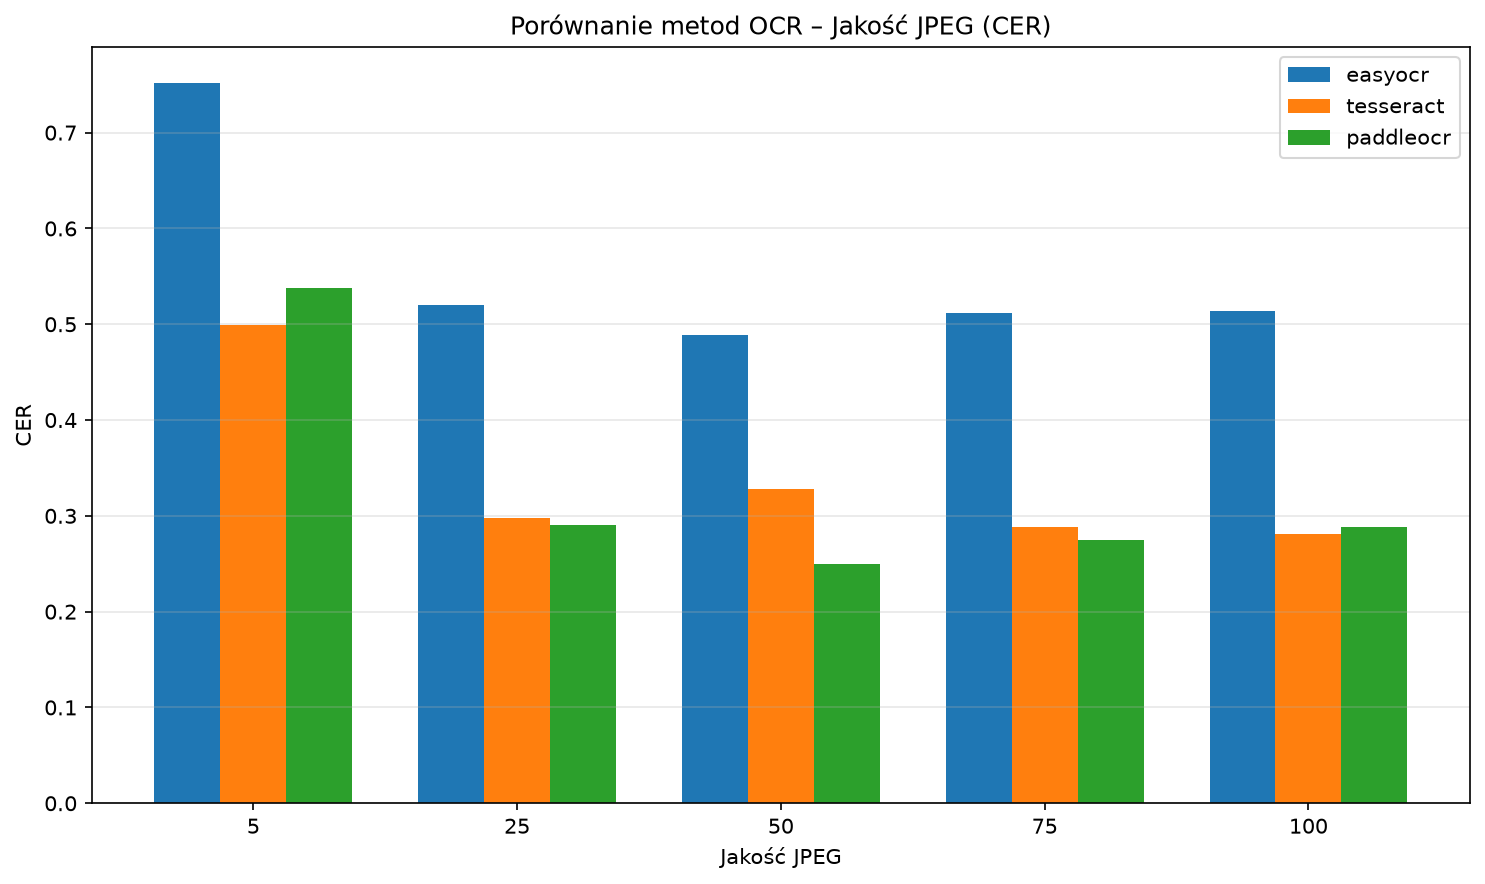 Porównanie metod OCR – Jakość JPEG (CER)
easyocr
tesseract
paddleocr
CER
0.7
0.6
0.5
0.4
0.3
0.2
0.1
0.0
5 25 50 75 100
Jakość JPEG